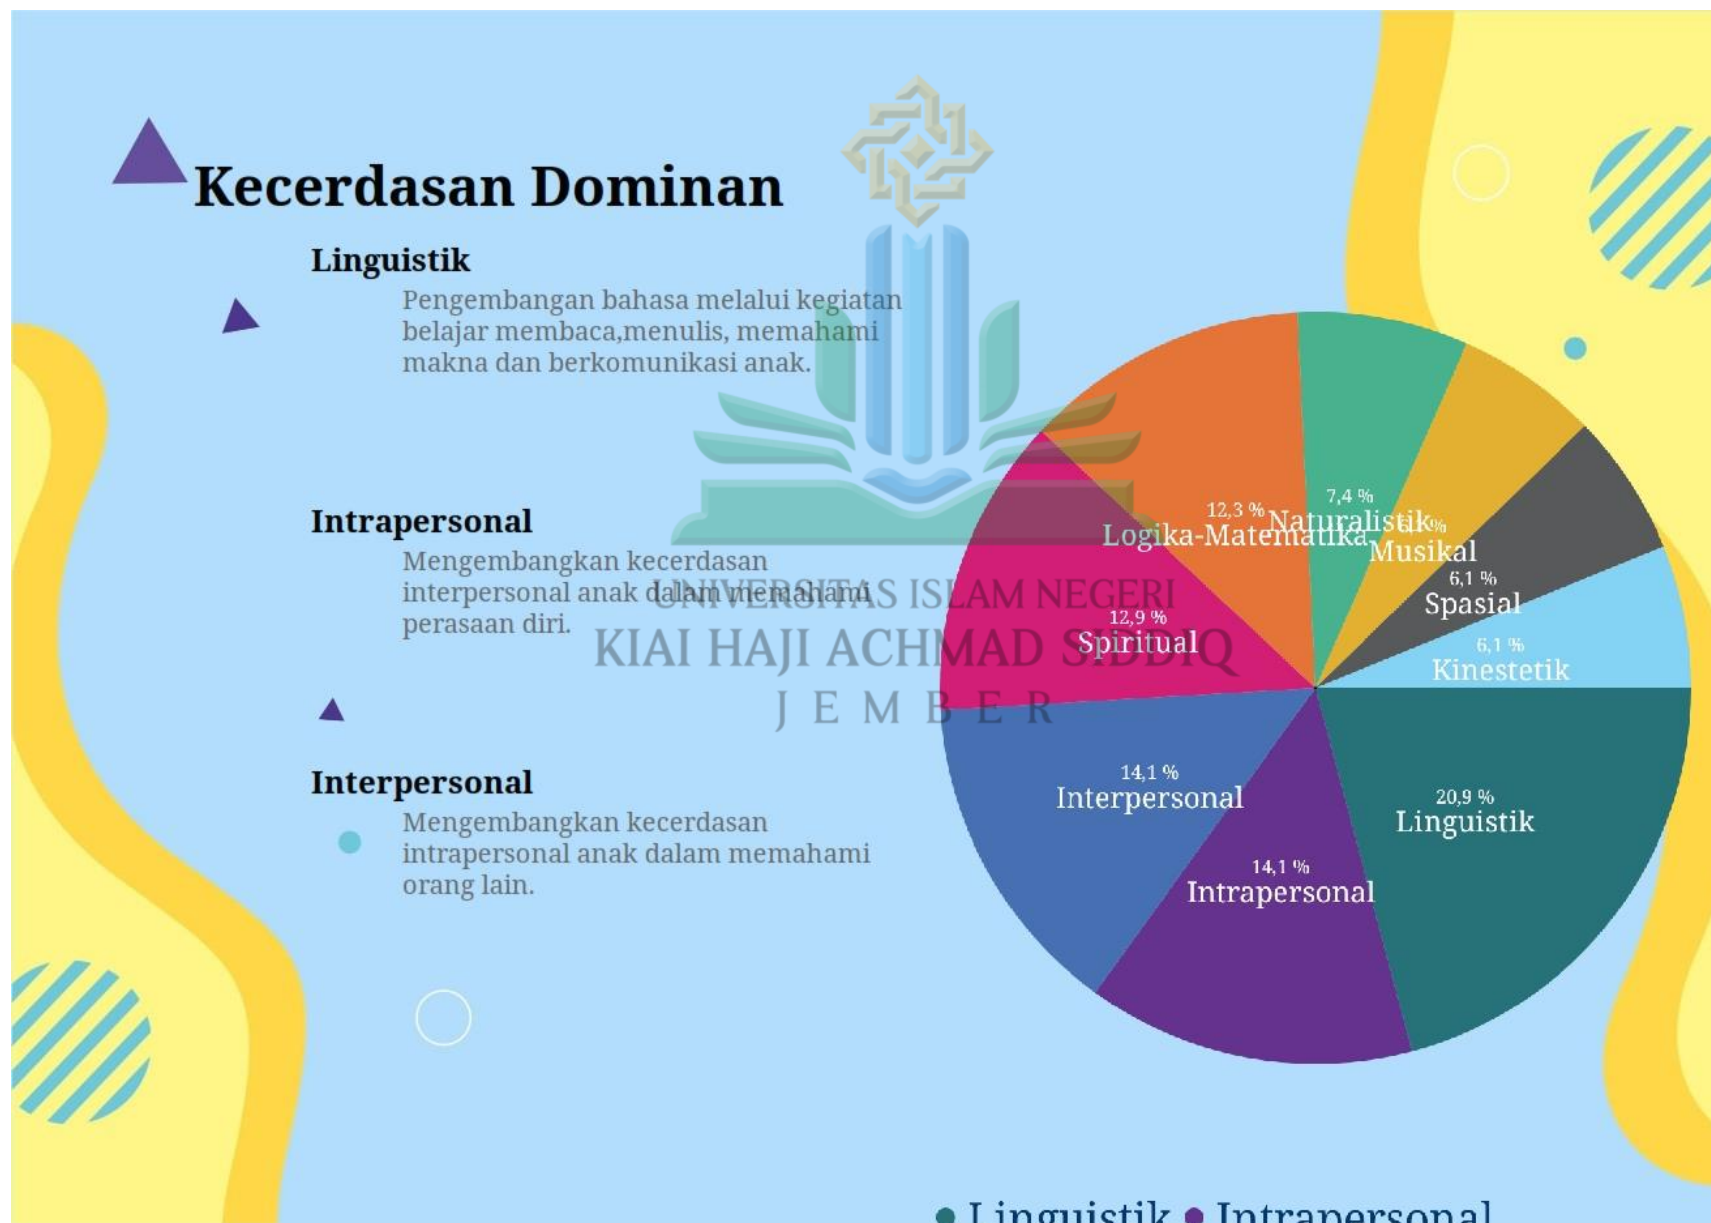 Kecerdasan Dominan
Linguistik
Pengembangan bahasa melalui kegiatan
belajar membaca,menulis, memahami
makna dan berkomunikasi anak.
Intrapersonal
Mengembangkan kecerdasan
interpersonal anak dalam memahami
perasaan diri.
Interpersonal
Mengembangkan kecerdasan
intrapersonal anak dalam memahami
orang lain.
UNIVERSITAS ISLAM NEGERI
KIAI HAJI ACHMAD SIDDIQ
JEMBER
7,4 %
Naturalistik
12,3 %
Logika-Matematika
%
Musikal
6,1 %
Spasial
6,1 %
Kinestetik
12,9 %
Spiritual
14,1 %
Interpersonal
14,1 %
Intrapersonal
20,9 %
Linguistik
Linguistik Intrapersonal